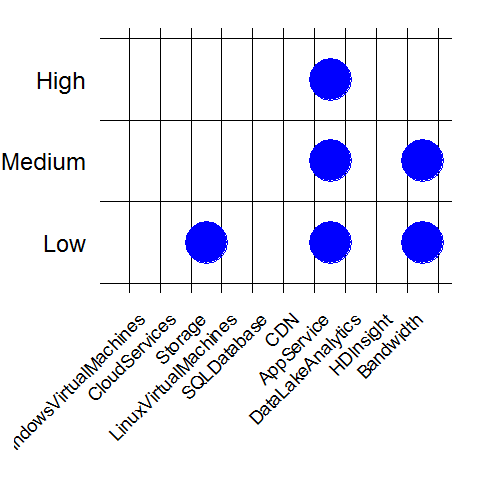 High
Medium
Low
ndowsVirtualMachines
CloudServices
Storage
LinuxVirtualMachines
SQLDatabase
CDN
AppService
DataLakeAnalytics
HDInsight
Bandwidth